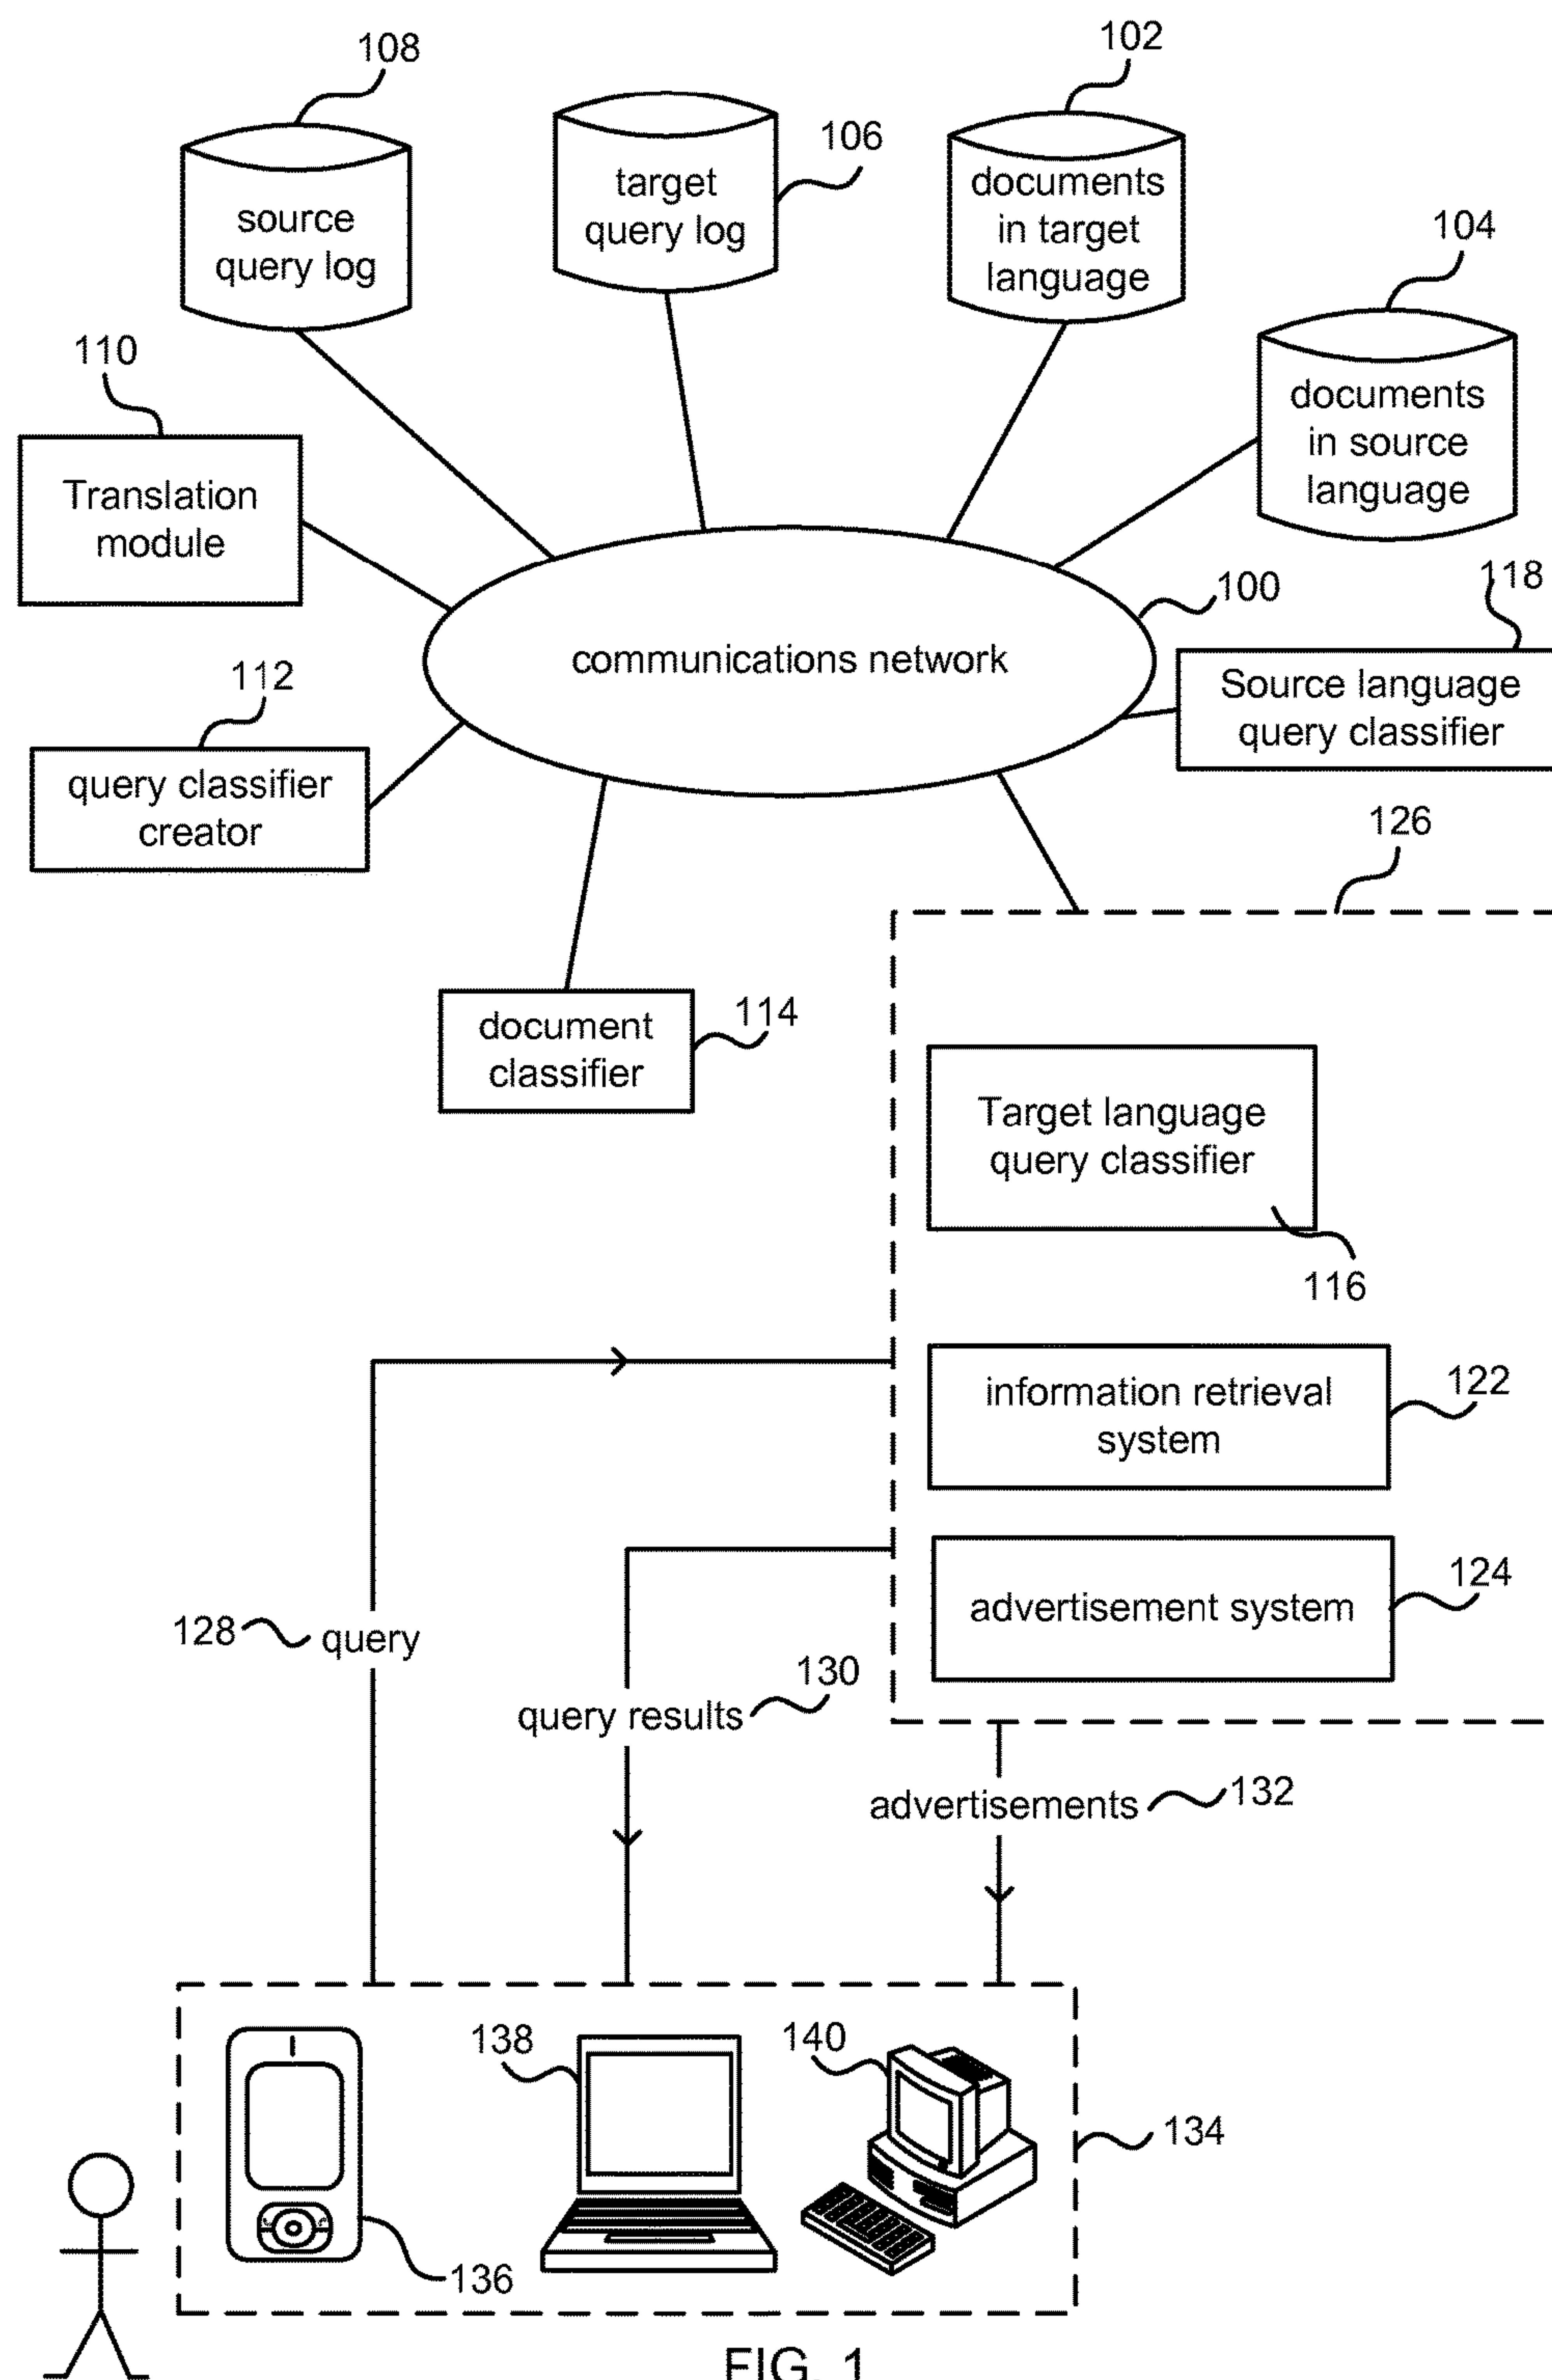 108
102
106
104
source
query log
target
query log
documents
in target
language
documents
in source
language
110
Translation
module
100
118
communications network
Source language
query classifier
112
query classifier
creator
126
document
classifier
114
Target language
query classifier
116
information retrieval
system
122
advertisement system
124
128
query
130
query results
advertisements
132
138
140
134
136
FIG. 1